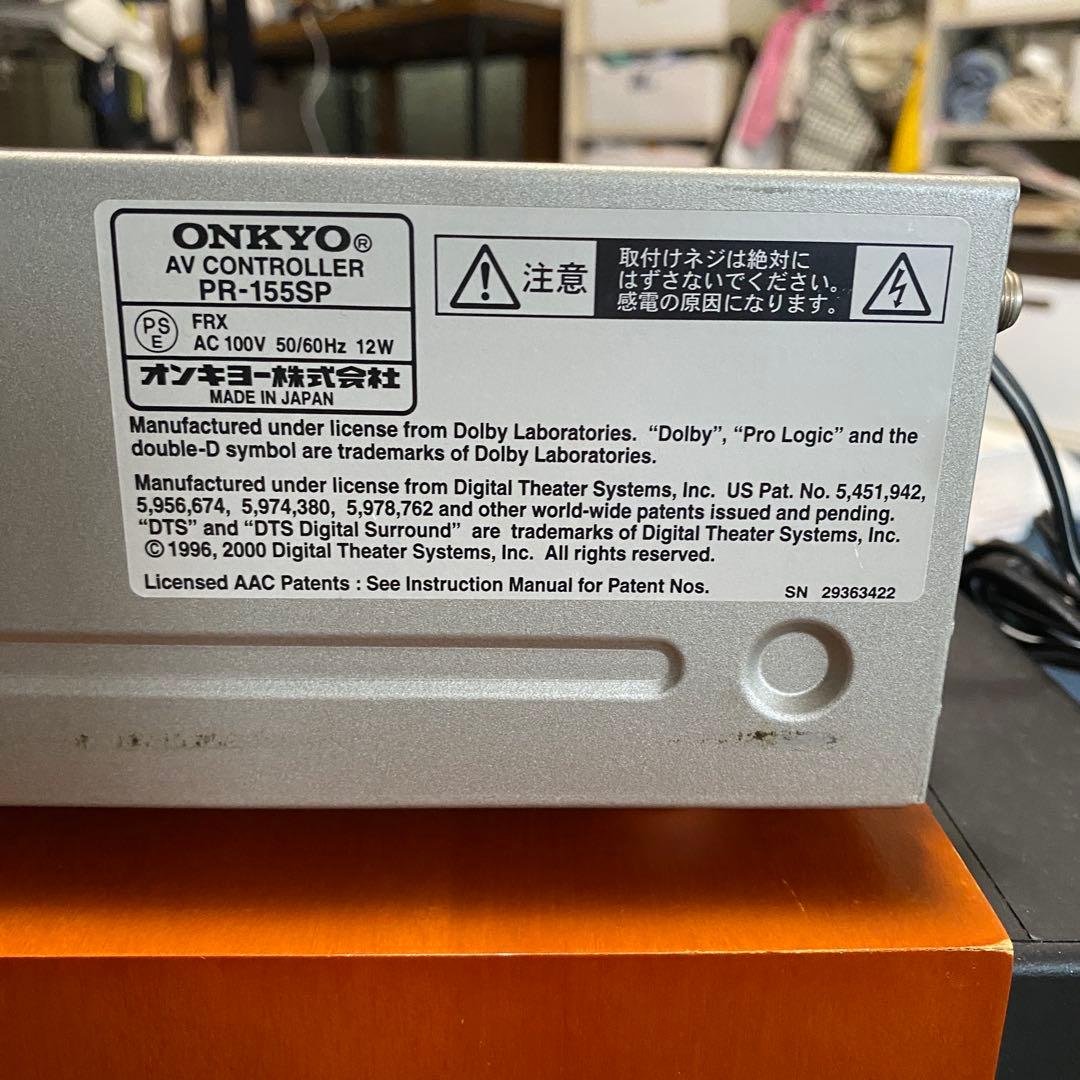 ONKYO®
AV CONTROLLER
PR-155SP
PS
E
FRX
AC 100V 50/60Hz 12W
オンキヨー株式会社
MADE IN JAPAN
注意
取付けネジは絶対に
はずさないでください。
感電の原因になります。
Manufactured under license from Dolby Laboratories. “Dolby”, “Pro Logic” and the
double-D symbol are trademarks of Dolby Laboratories.
Manufactured under license from Digital Theater Systems, Inc. US Pat. No. 5,451,942,
5,956,674, 5,974,380, 5,978,762 and other world-wide patents issued and pending.
“DTS” and “DTS Digital Surround” are trademarks of Digital Theater Systems, Inc.
© 1996, 2000 Digital Theater Systems, Inc. All rights reserved.
Licensed AAC Patents : See Instruction Manual for Patent Nos.
SN 29363422